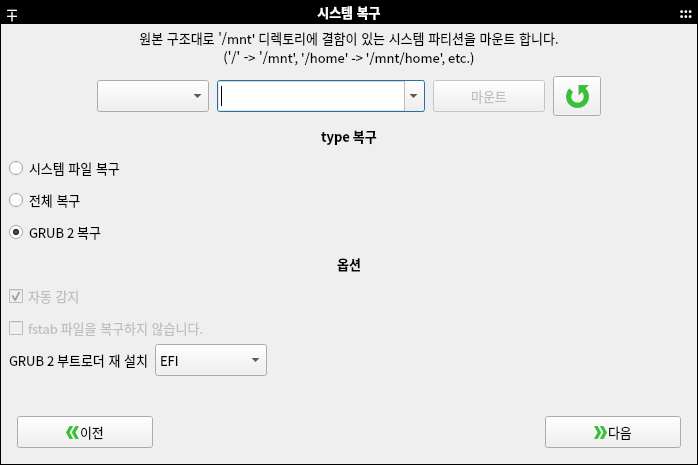 시스템 복구
원본 구조대로 '/mnt' 디렉토리에 결함이 있는 시스템 파티션을 마운트 합니다.
('/' -> '/mnt', '/home' -> '/mnt/home', etc.)
마운트
type 복구
시스템 파일 복구
전체 복구
GRUB 2 복구
옵션
자동 감지
fstab 파일을 복구하지 않습니다.
GRUB 2 부트로더 재 설치 EFI
이전 다음